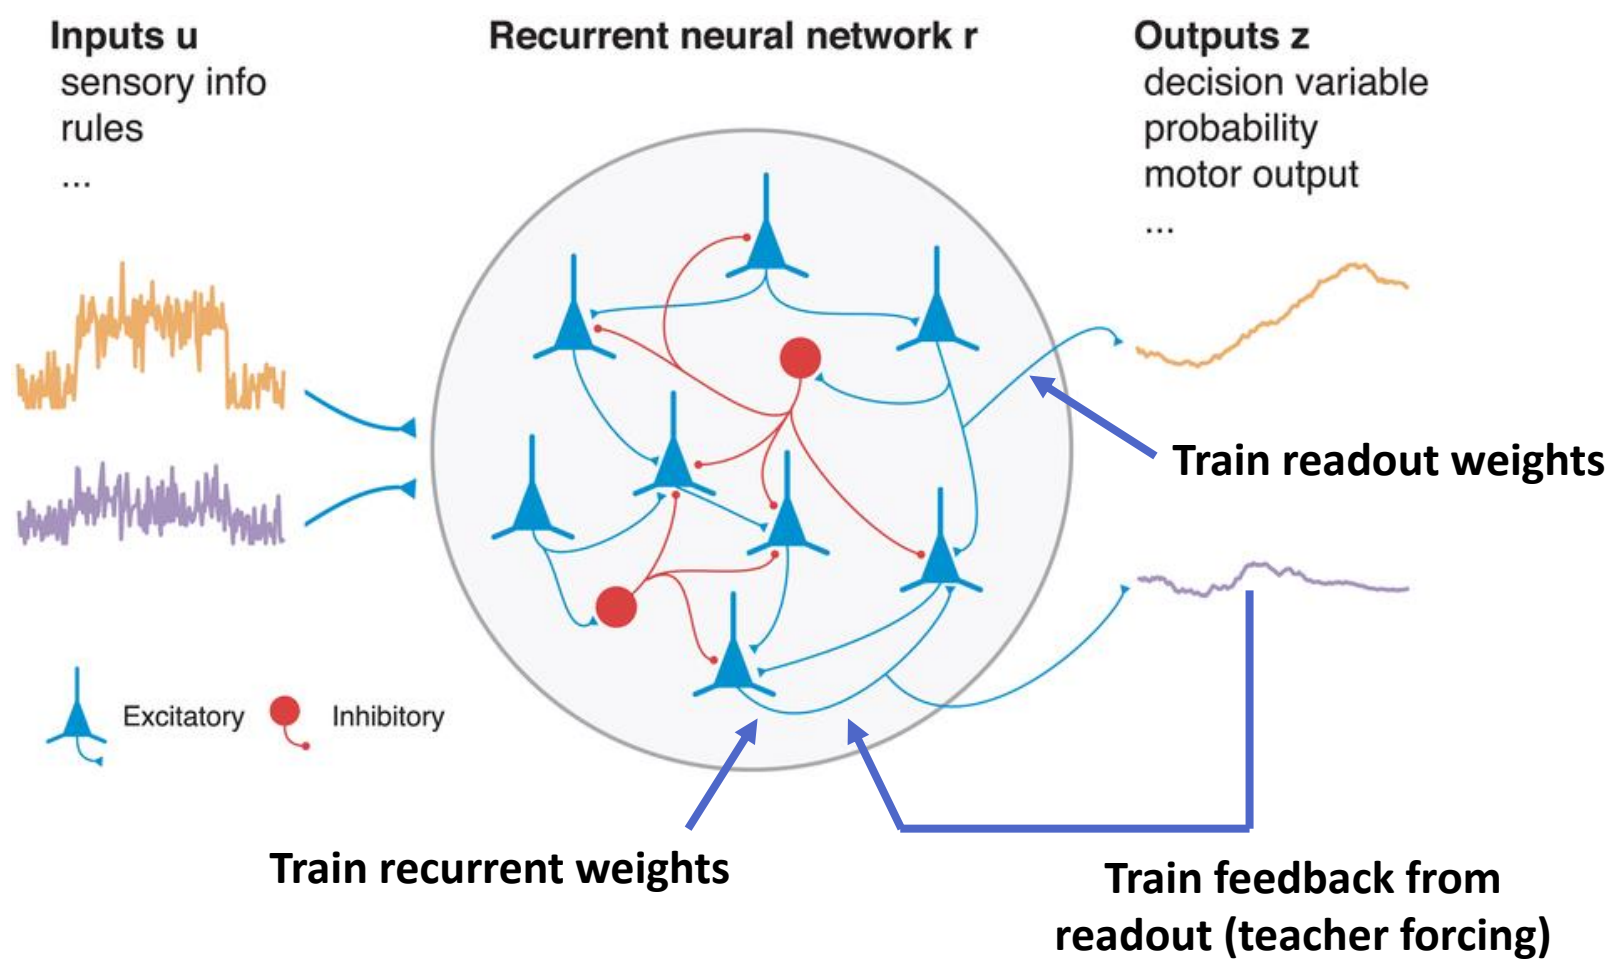 Inputs u
sensory info
rules
...
Recurrent neural network r
Outputs z
decision variable
probability
motor output
...
Train readout weights
Excitatory
Inhibitory
Train recurrent weights
Train feedback from
readout (teacher forcing)